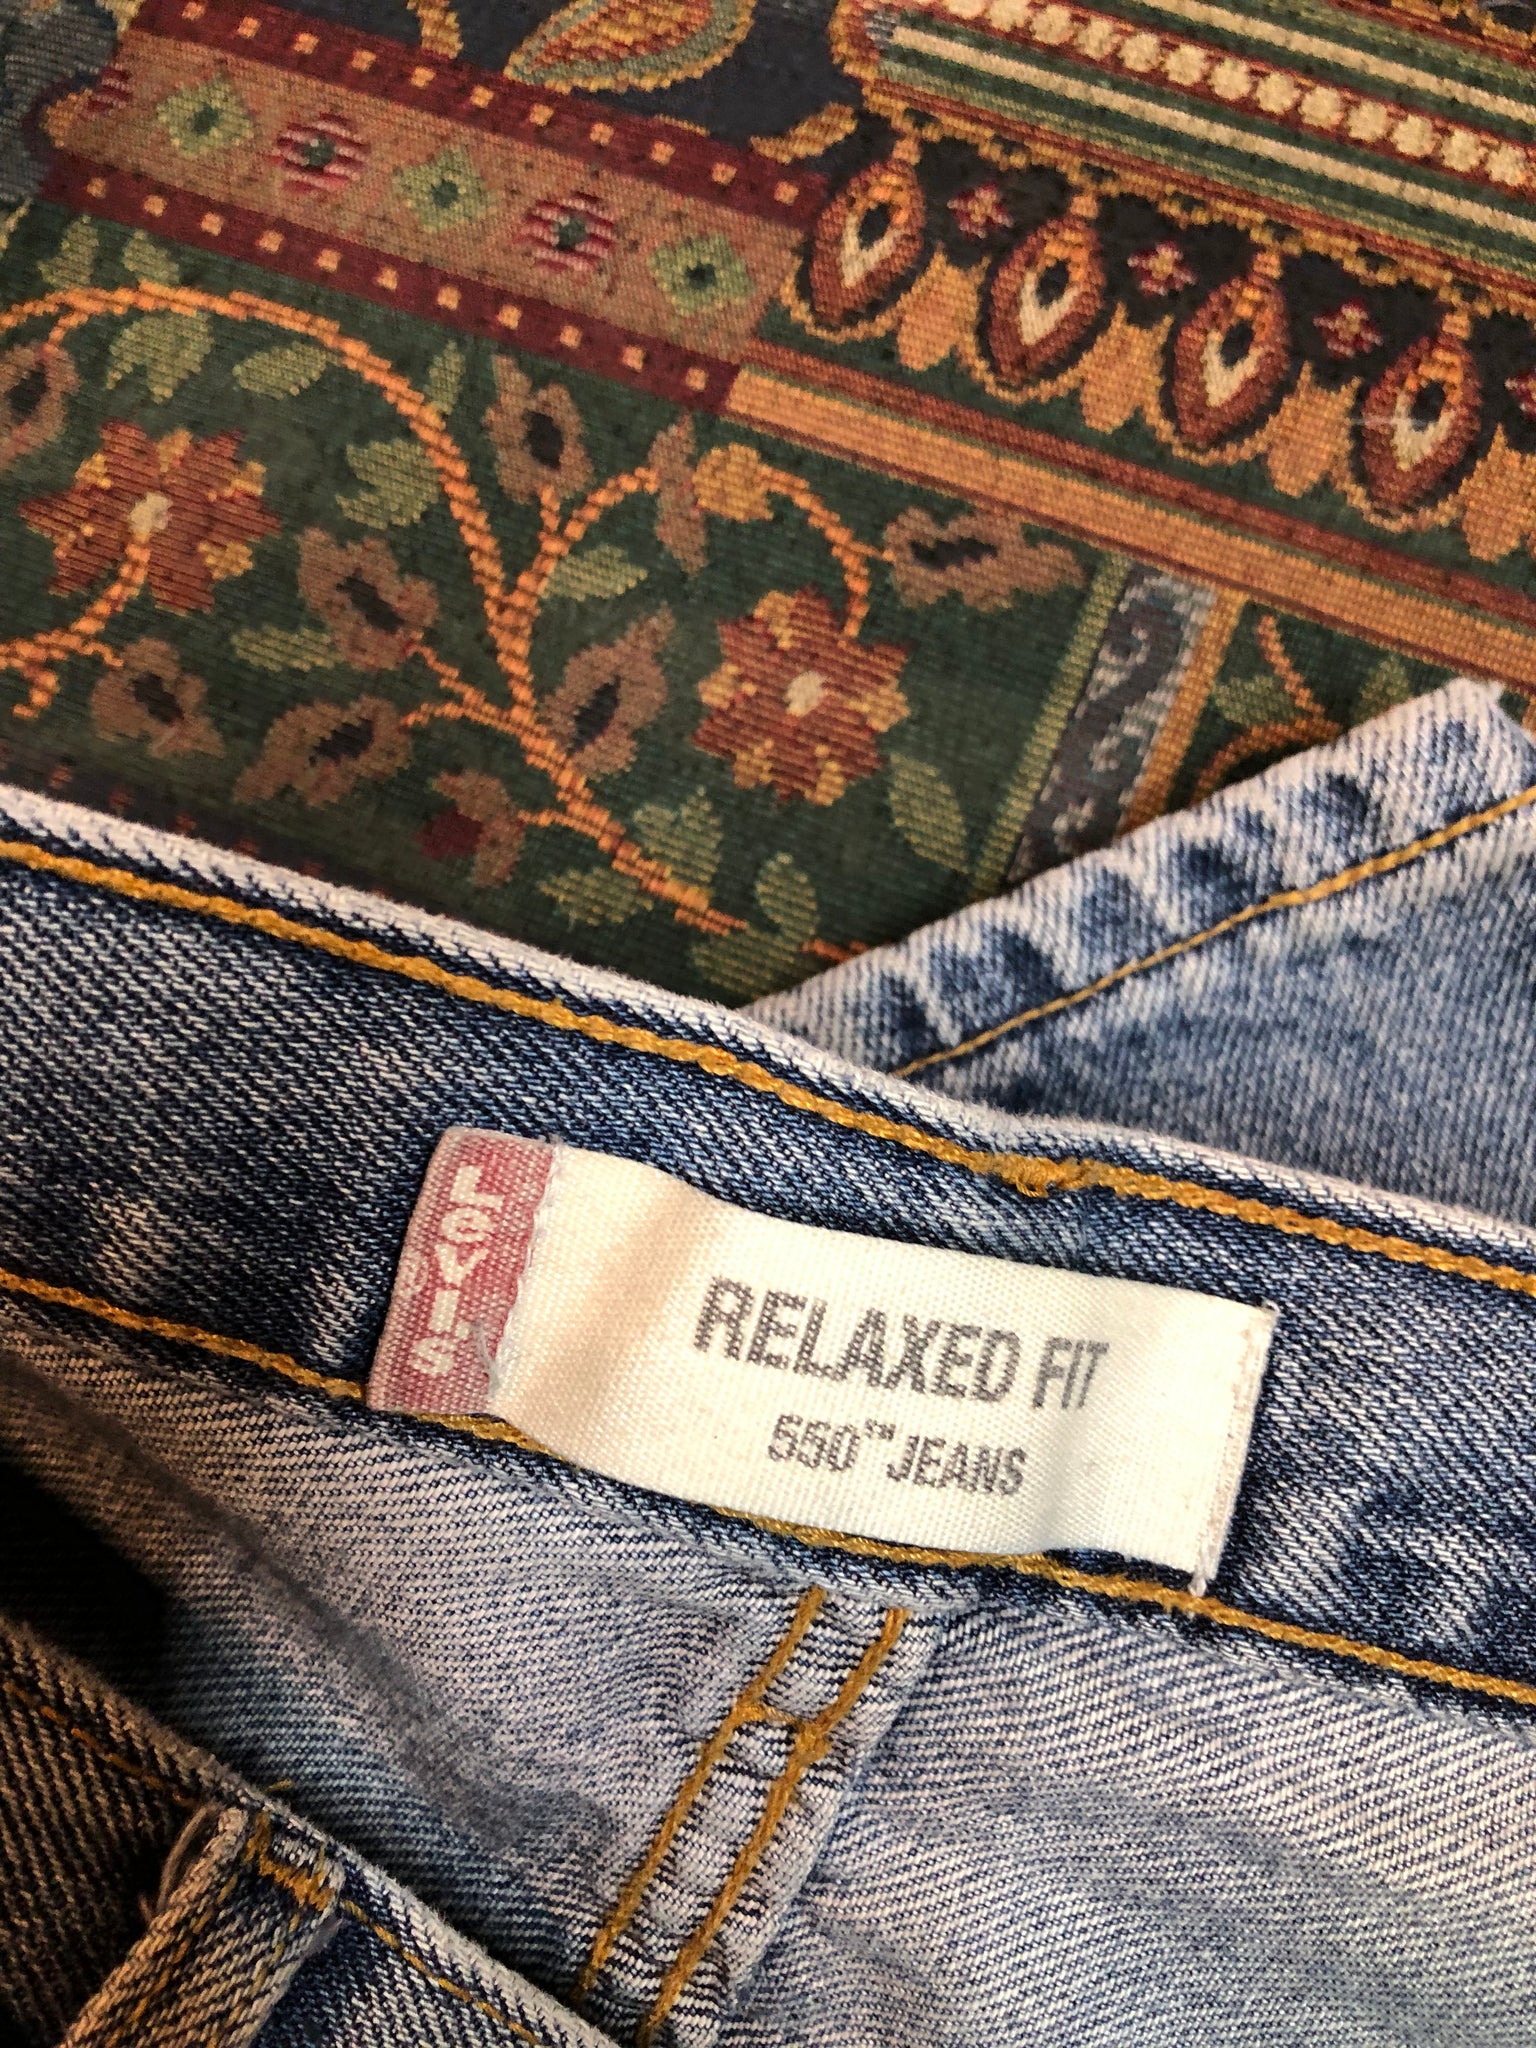 LEVI'S
RELAXED FIT
550™ JEANS